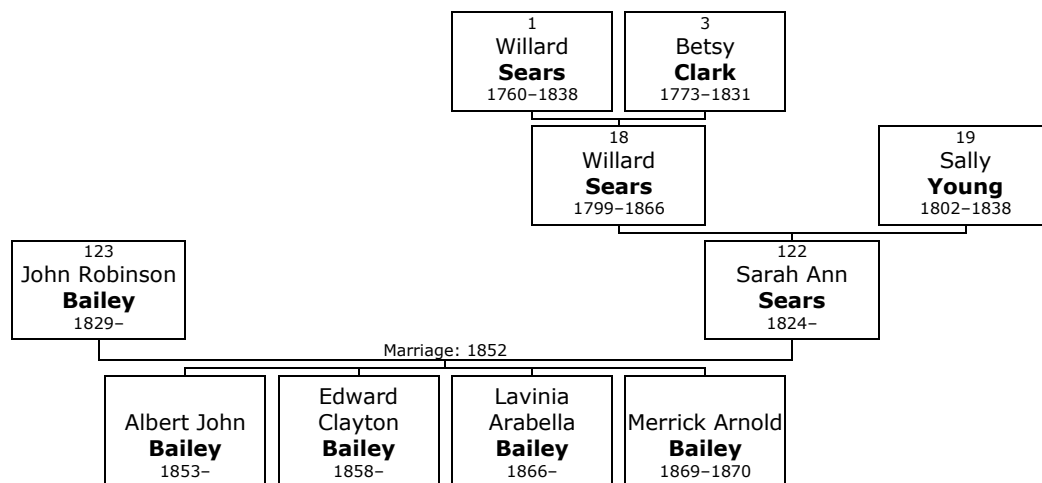 1
Willard
Sears
1760–1838
3
Betsy
Clark
1773–1831
18
Willard
Sears
1799–1866
19
Sally
Young
1802–1838
123
John Robinson
Bailey
1829–
122
Sarah Ann
Sears
1824–
Marriage: 1852
Albert John
Bailey
1853–
Edward
Clayton
Bailey
1858–
Lavinia
Arabella
Bailey
1866–
Merrick Arnold
Bailey
1869–1870